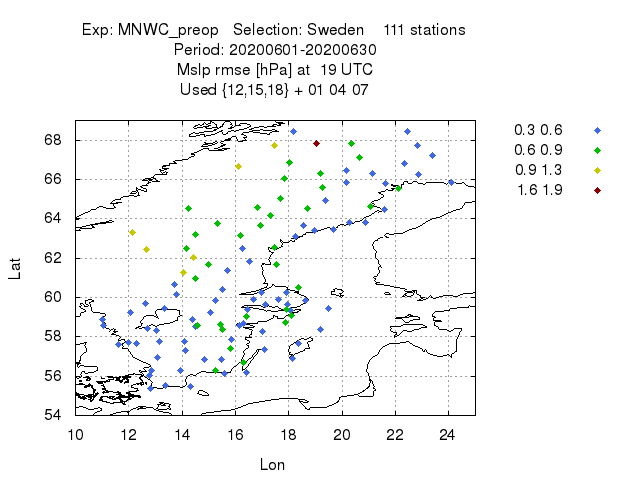 Exp: MNWC_preop   Selection: Sweden    111 stations
Period: 20200601-20200630
Mslp rmse [hPa] at  19 UTC
Used {12,15,18} + 01 04 07
0.3 0.6
0.6 0.9
0.9 1.3
1.6 1.9
68
66
64
62
60
58
56
54
Lat
10 12 14 16 18 20 22 24
Lon